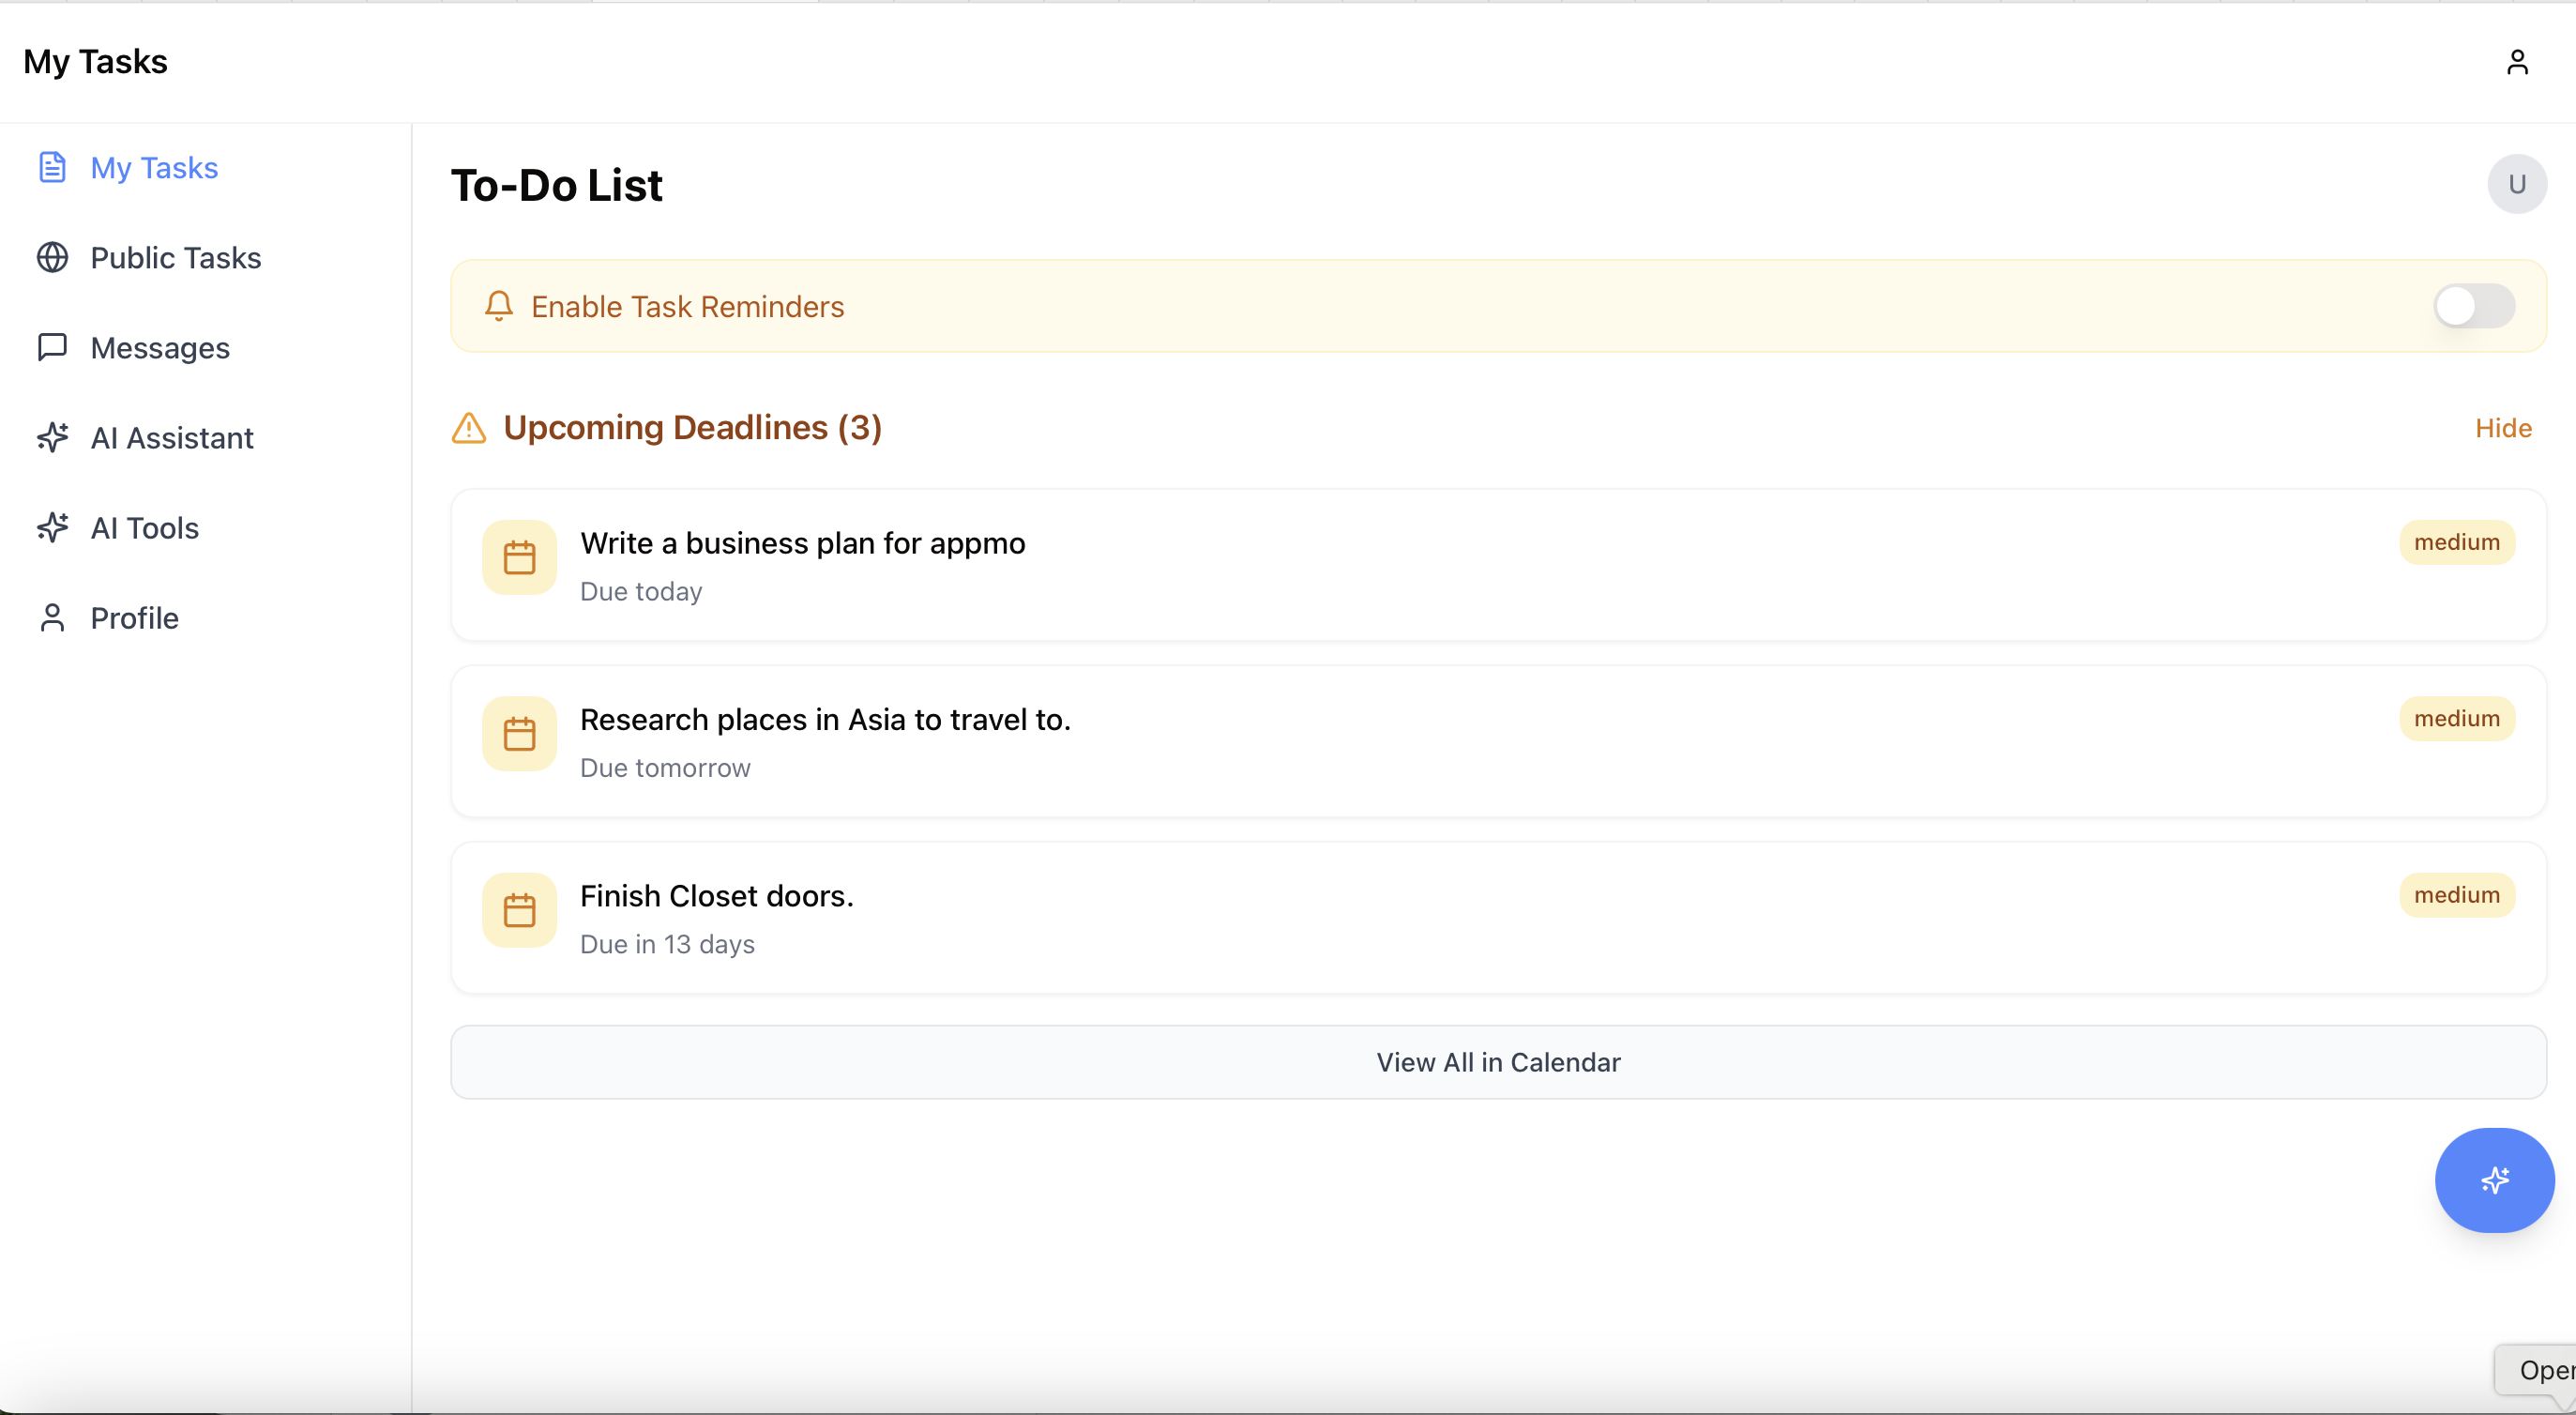 My Tasks
My Tasks
Public Tasks
Messages
AI Assistant
AI Tools
Profile
To-Do List
U
Enable Task Reminders
Upcoming Deadlines (3)
Hide
Write a business plan for appmo
medium
Due today
Research places in Asia to travel to.
medium
Due tomorrow
Finish Closet doors.
medium
Due in 13 days
View All in Calendar